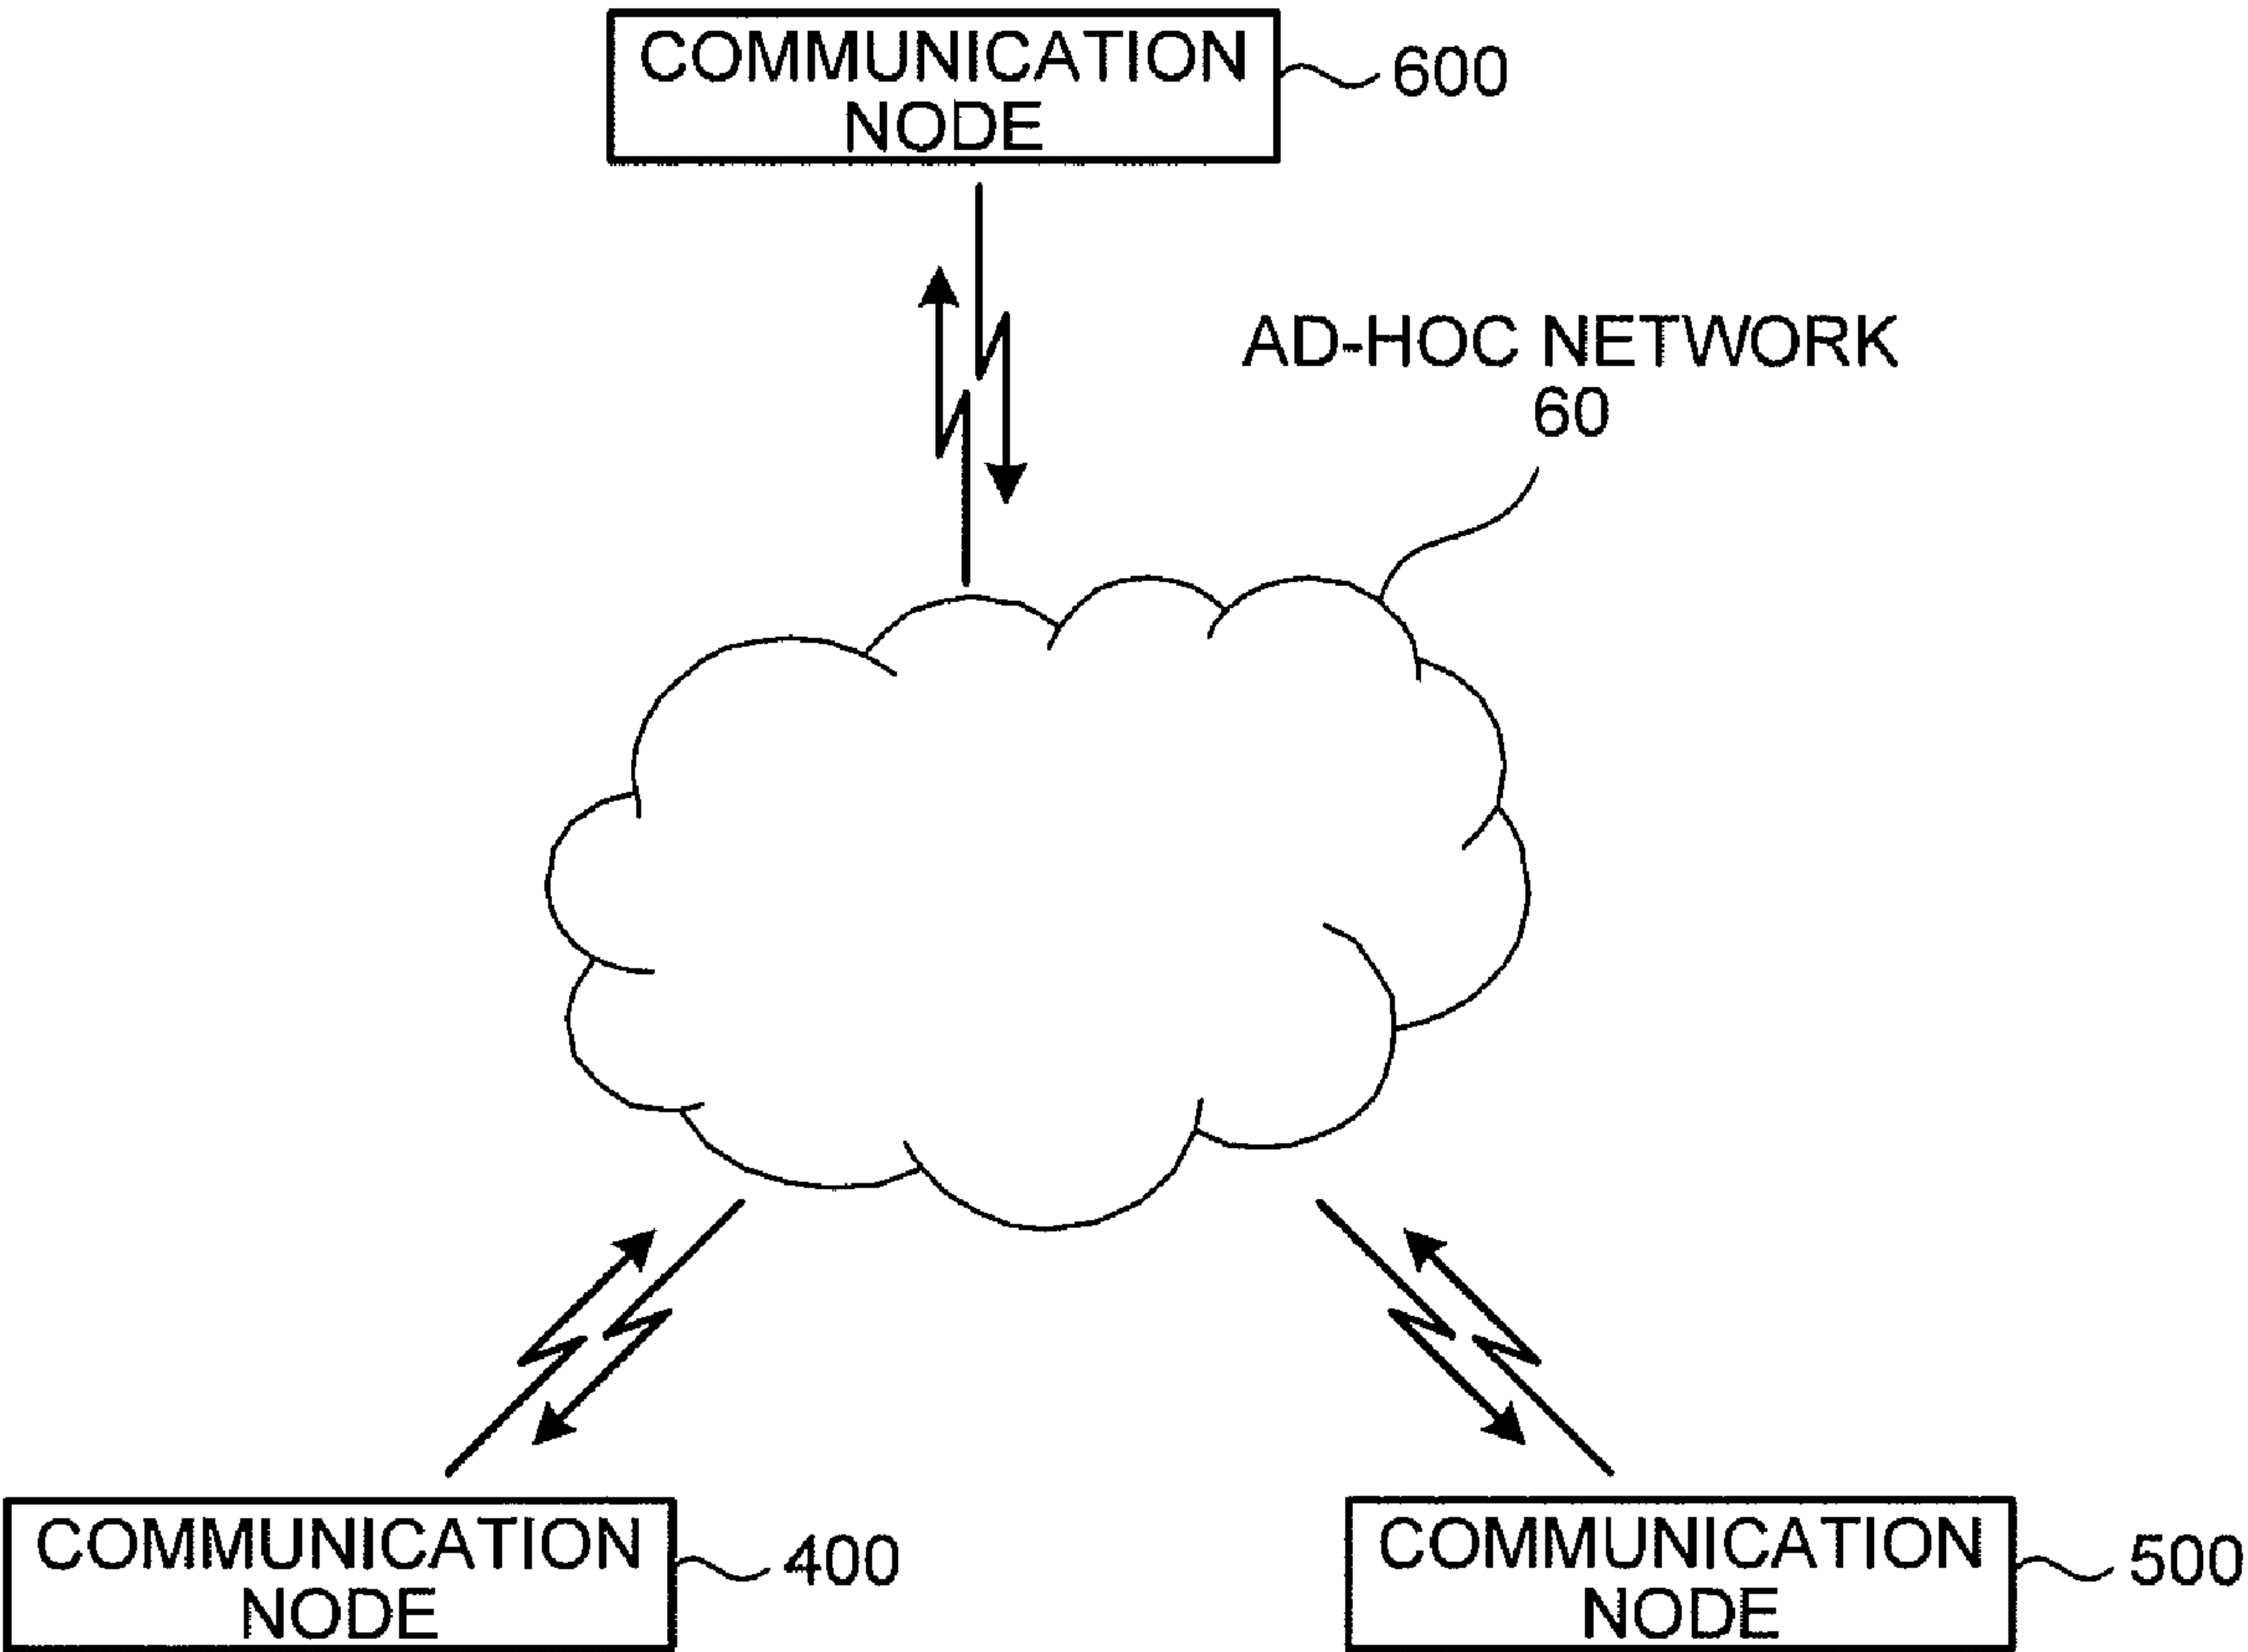 COMMUNICATION
NODE
600
AD-HOC NETWORK
60
COMMUNICATION
NODE
400
COMMUNICATION
NODE
500